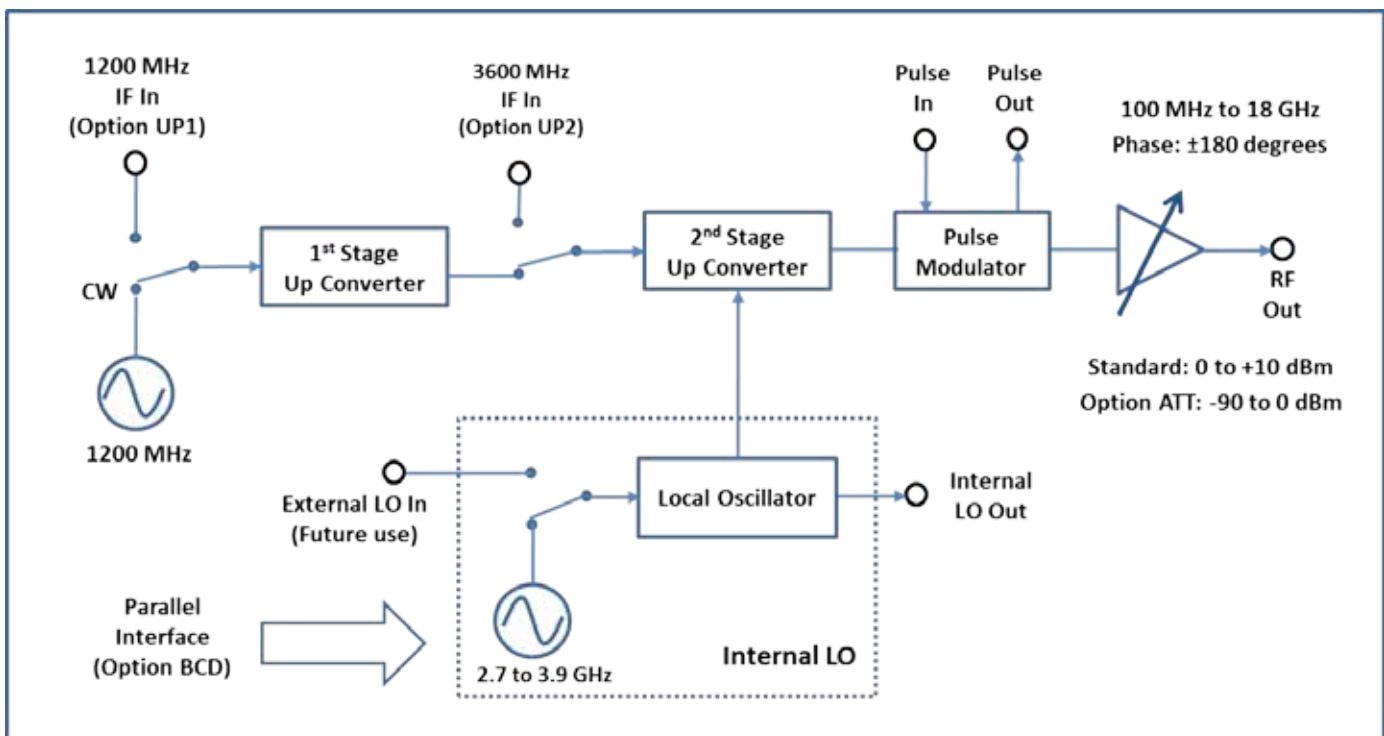 1200 MHz
IF In
(Option UP1)
3600 MHz
IF In
(Option UP2)
Pulse
In
Pulse
Out
100 MHz to 18 GHz
Phase: ±180 degrees
CW
1st Stage
Up Converter
2nd Stage
Up Converter
Pulse
Modulator
RF
Out
1200 MHz
Standard: 0 to +10 dBm
Option ATT: -90 to 0 dBm
External LO In
(Future use)
Local Oscillator
Internal
LO Out
Parallel
Interface
(Option BCD)
2.7 to 3.9 GHz
Internal LO